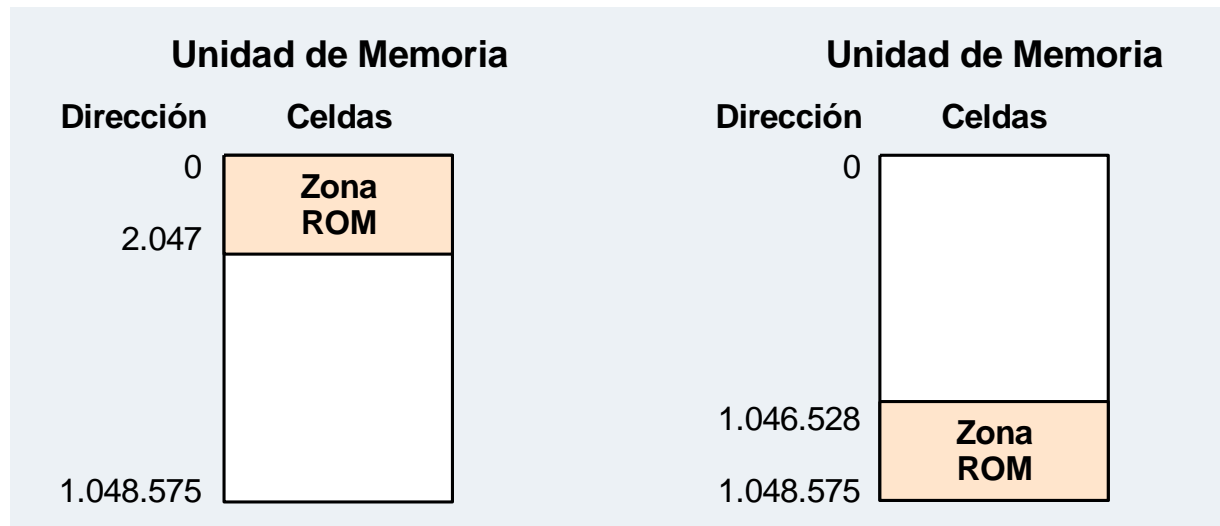 Unidad de Memoria
Dirección Celdas
0
Zona
ROM
2.047
1.048.575
Unidad de Memoria
Dirección Celdas
0
1.046.528
Zona
ROM
1.048.575